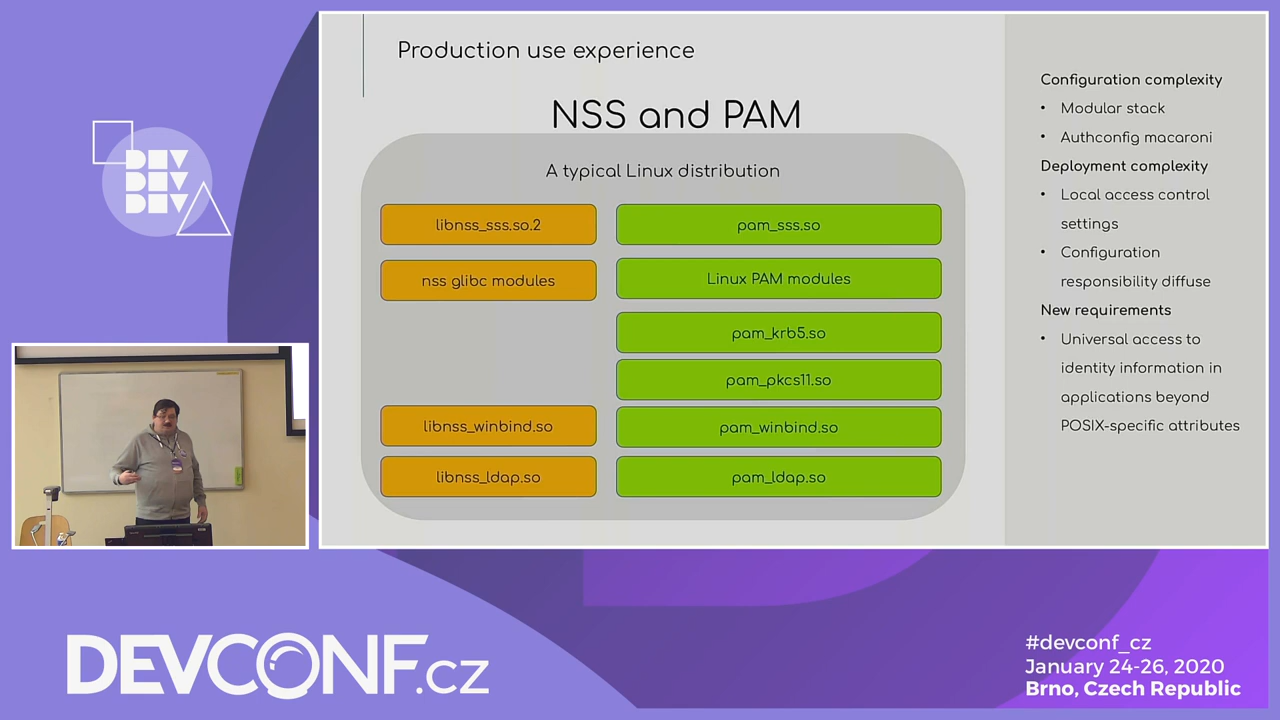 DEV
DEV
DEV
Production use experience
NSS and PAM
A typical Linux distribution
libnss_sss.so.2
pam_sss.so
nss glibc modules
Linux PAM modules
pam_krb5.so
pam_pkcs11.so
libnss_winbind.so
pam_winbind.so
libnss_ldap.so
pam_ldap.so
Configuration complexity
• Modular stack
• Authconfig macaroni
Deployment complexity
• Local access control
settings
• Configuration
responsibility diffuse
New requirements
• Universal access to
identity information in
applications beyond
POSIX-specific attributes
DEVCONF.cz
#devconf_cz
January 24-26, 2020
Brno, Czech Republic